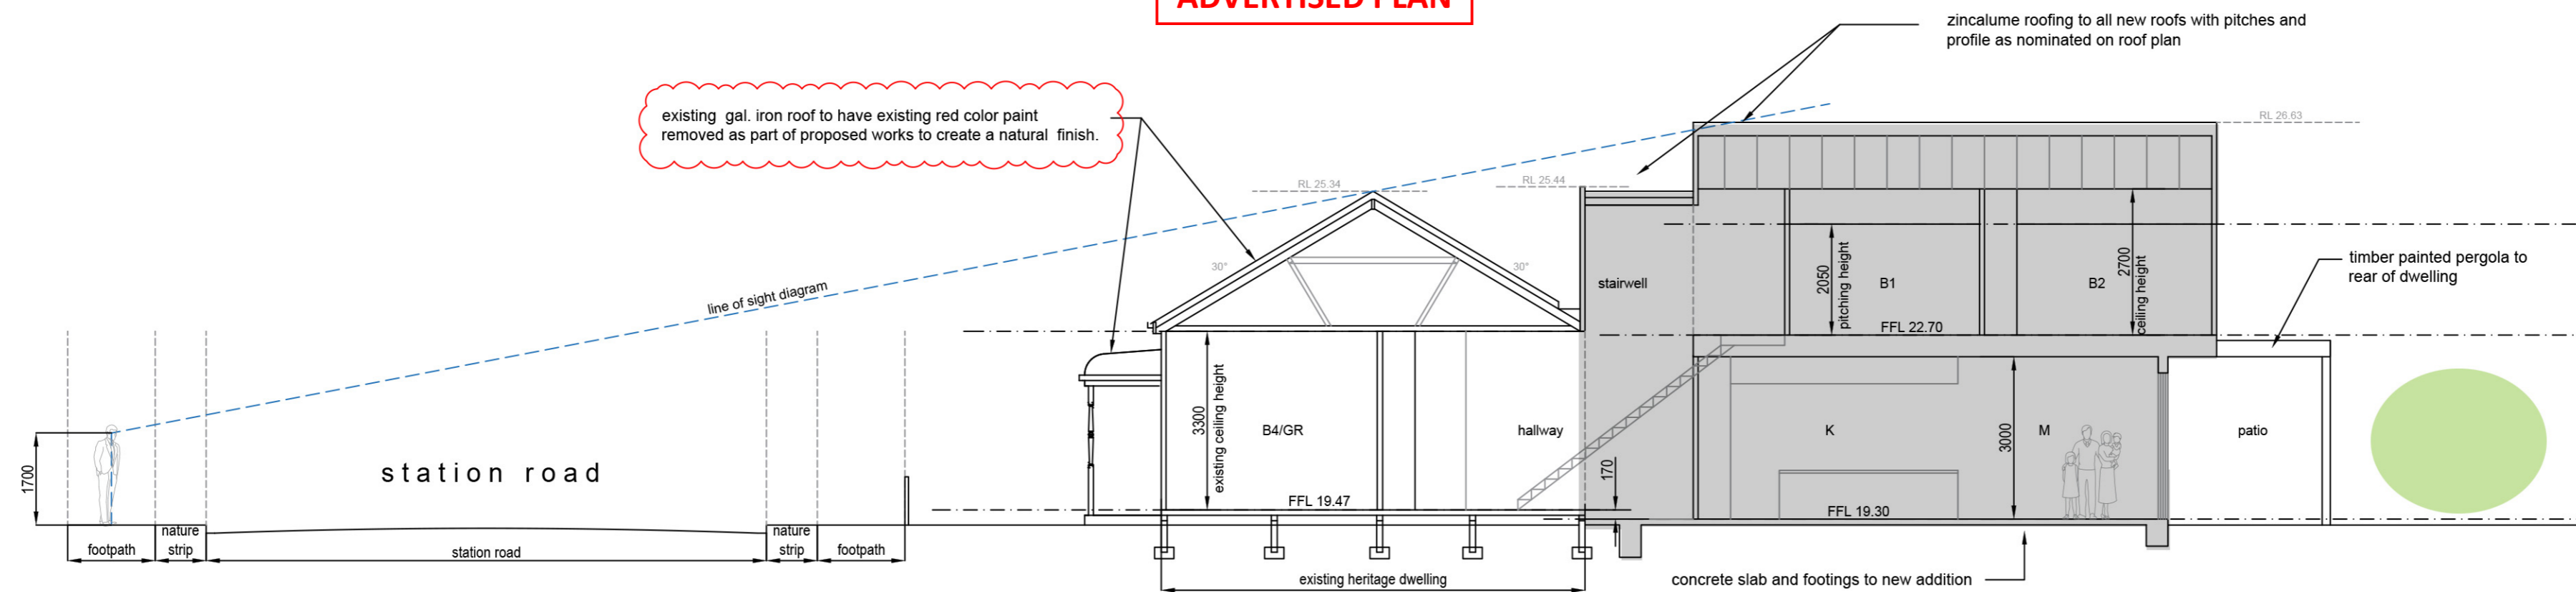 ADVERTISED PLAN
zincalume roofing to all new roofs with pitches and
profile as nominated on roof plan
existing gal. iron roof to have existing red color paint
removed as part of proposed works to create a natural finish.
RL 26.63
RL 25.34
RL 25.44
line of sight diagram
30°
30°
stairwell
2050
pitching height
B1
B2
2700
ceiling height
FFL 22.70
timber painted pergola to
rear of dwelling
1700
station road
3300
existing ceiling height
B4/GR
hallway
170
K
3000
M
patio
FFL 19.47
FFL 19.30
footpath
nature
strip
station road
nature
strip
footpath
existing heritage dwelling
concrete slab and footings to new addition